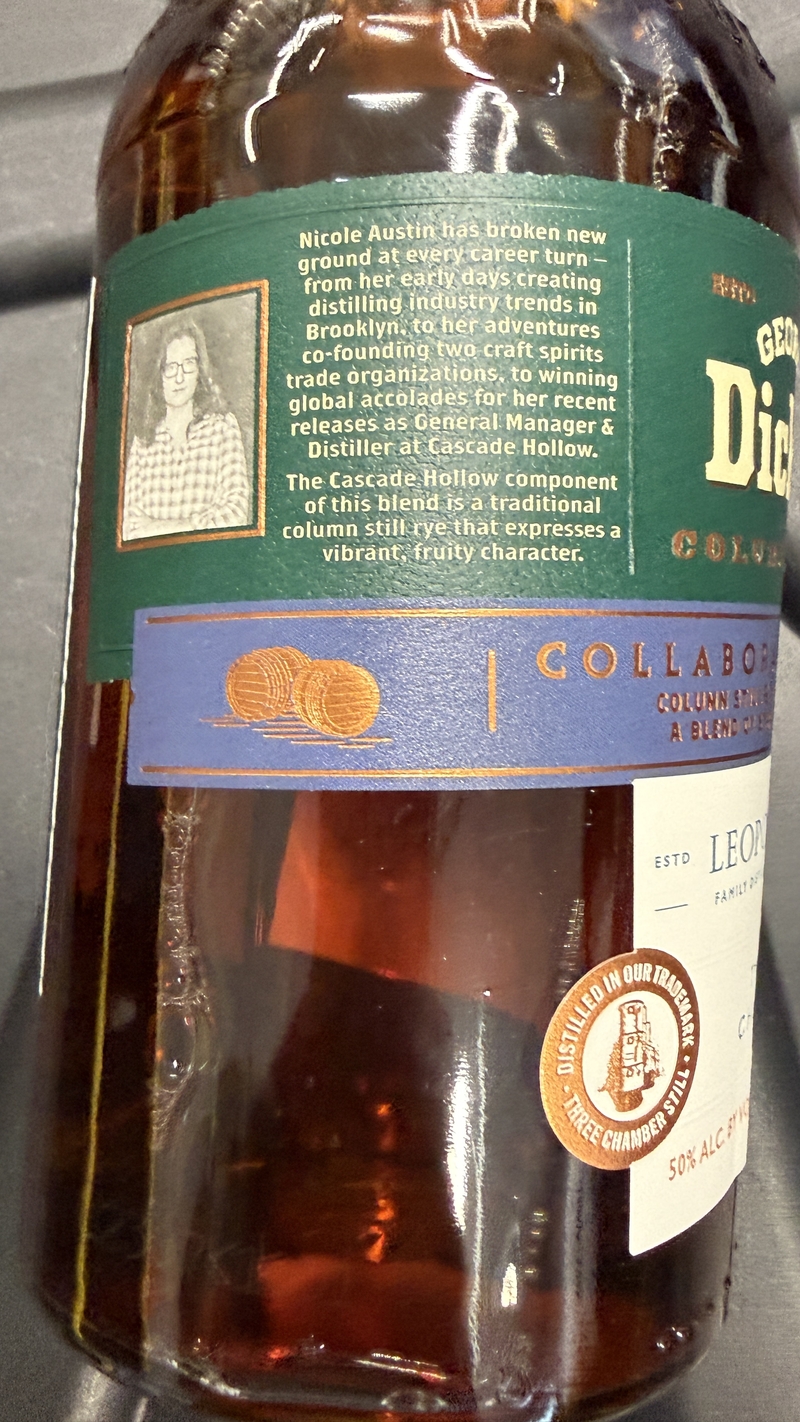 Nicole Austin has broken new
ground at every career turn –
from her early days creating
distilling industry trends in
Brooklyn, to her adventures
co-founding two craft spirits
trade organizations, to winning
global accolades for her recent
releases as General Manager &
Distiller at Cascade Hollow.
The Cascade Hollow component
of this blend is a traditional
column still rye that expresses a
vibrant, fruity character.
ESTD
COLUMN
A BLEND OF
ESTD
FAMILY
DISTILLED IN OUR TRADEMARK
• THREE CHAMBER STILL •
50% ALC. BY